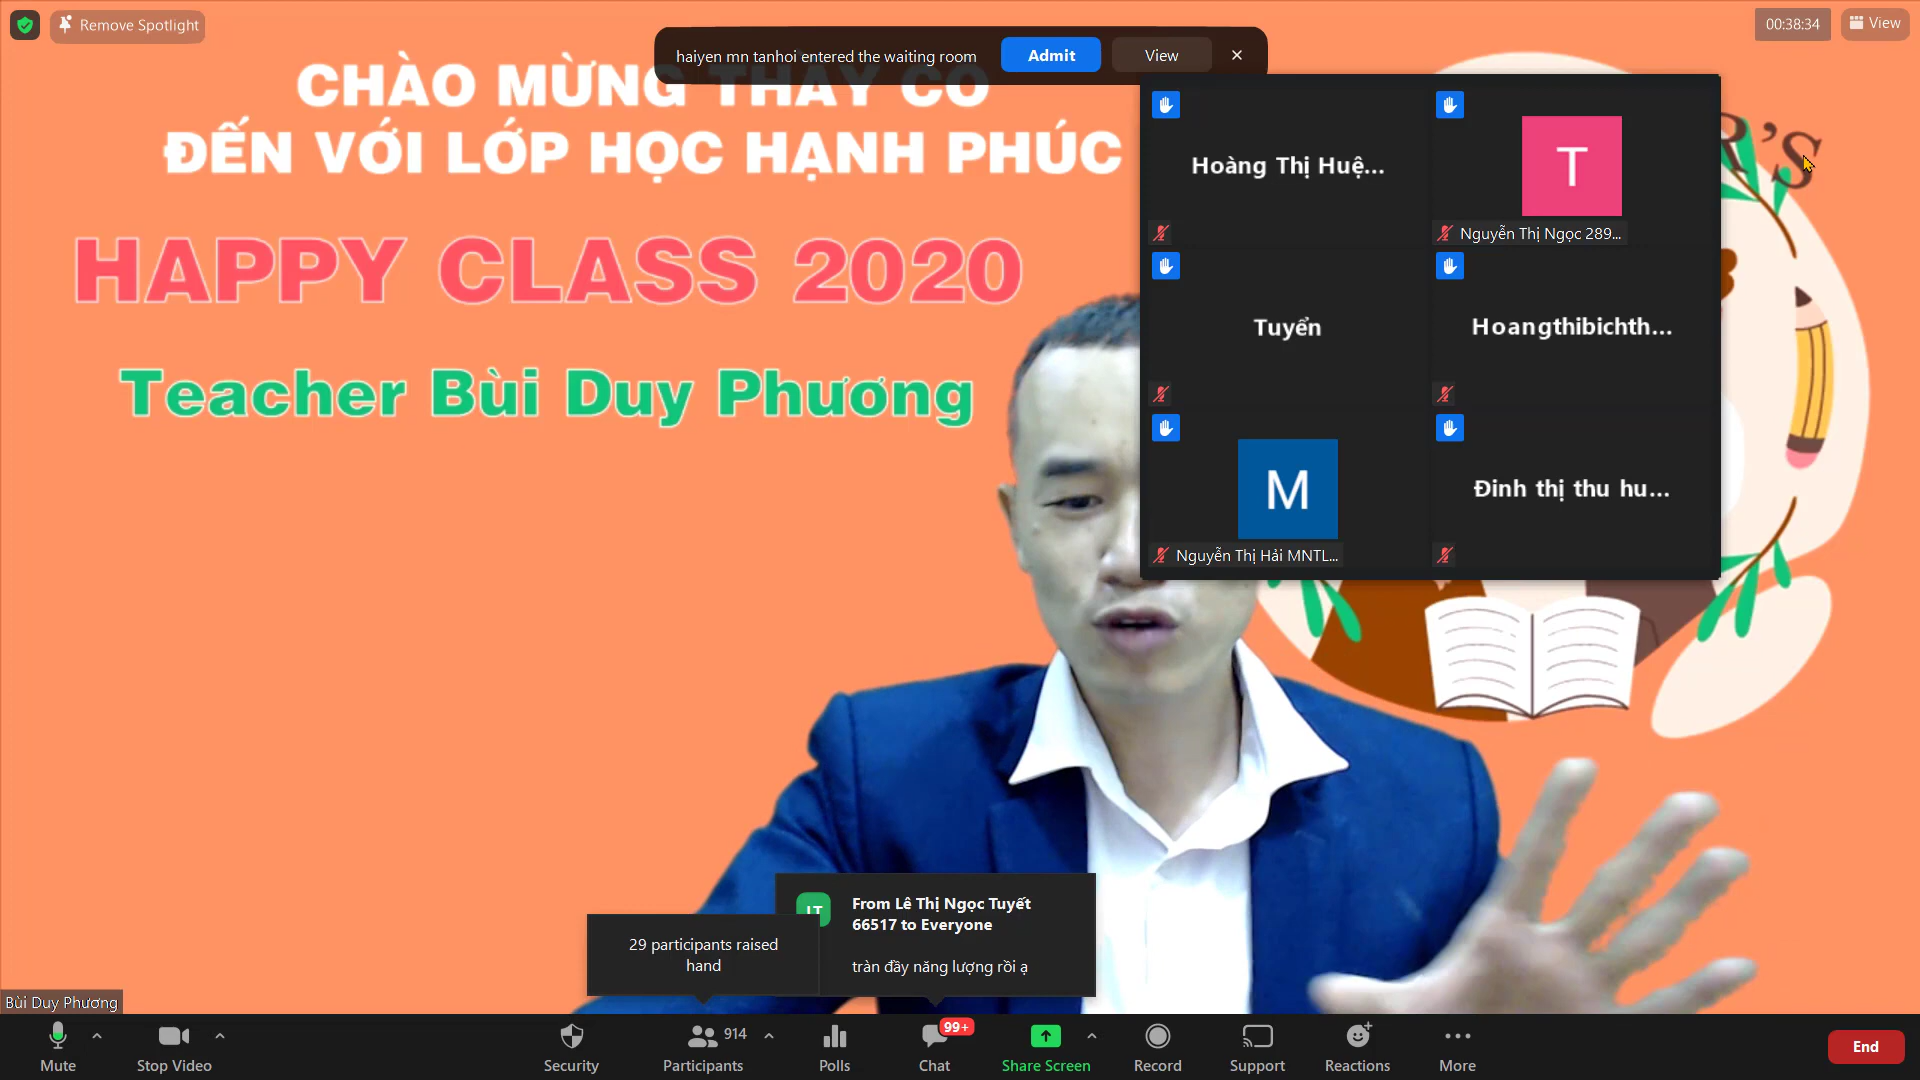 Remove Spotlight
haiyen mn tanhoi entered the waiting room
Admit
View
00:38:34
View
CHÀO MỪNG THẦY CÔ
ĐẾN VỚI LỚP HỌC HẠNH PHÚC
HAPPY CLASS 2020
Teacher Bùi Duy Phương
R'S
Hoàng Thị Huệ...
T
Nguyễn Thị Ngọc 289...
Tuyển
Hoangthibichth...
M
Nguyễn Thị Hải MNTL...
Đinh thị thu hu...
LT
From Lê Thị Ngọc Tuyết
66517 to Everyone
tràn đầy năng lượng rồi ạ
29 participants raised
hand
Bùi Duy Phương
Mute
Stop Video
Security
914
Participants
Polls
99+
Chat
Share Screen
Record
Support
Reactions
More
End